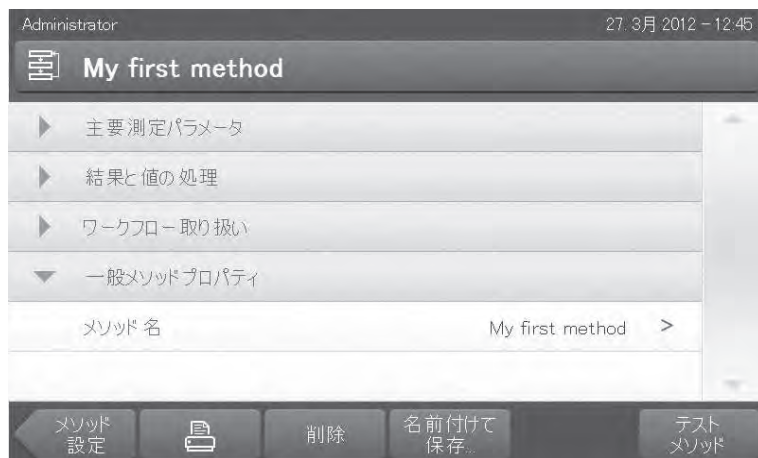 Administrator
27. 3月 2012 - 12:45
My first method
主要測定パラメータ
結果と値の処理
ワークフロー取り扱い
一般メソッドプロパティ
メソッド名
My first method >
メソッド
設定
削除
名前付けて
保存...
テスト
メソッド